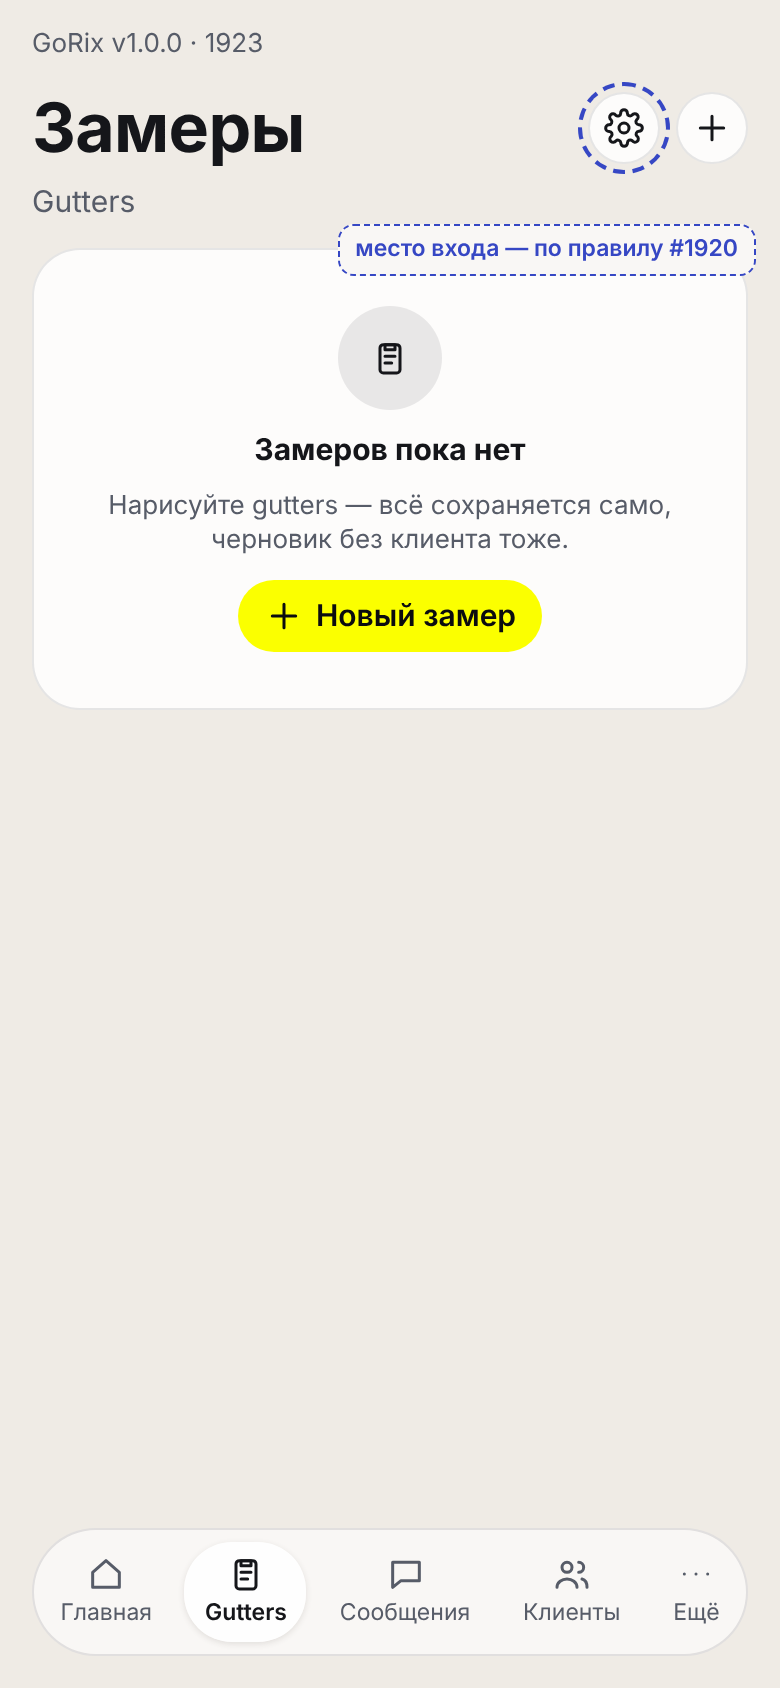 GoRix v1.0.0 · 1923
Замеры
Gutters
место входа — по правилу #1920
Замеров пока нет
Нарисуйте gutters — всё сохраняется само,
черновик без клиента тоже.
Новый замер
Главная
Gutters
Сообщения
Клиенты
Ещё